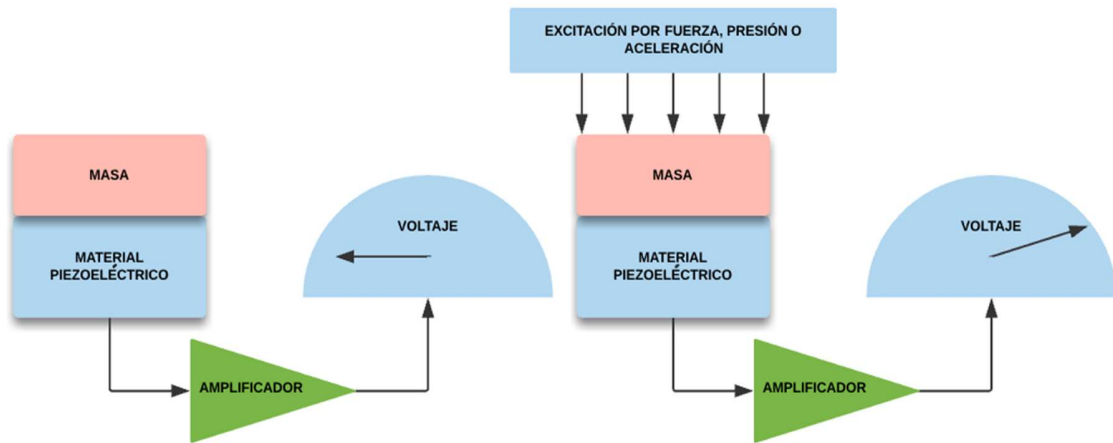 EXCITACIÓN POR FUERZA, PRESIÓN O
ACELERACIÓN
MASA
VOLTAJE
MATERIAL
PIEZOELÉCTRICO
AMPLIFICADOR
MASA
VOLTAJE
MATERIAL
PIEZOELÉCTRICO
AMPLIFICADOR